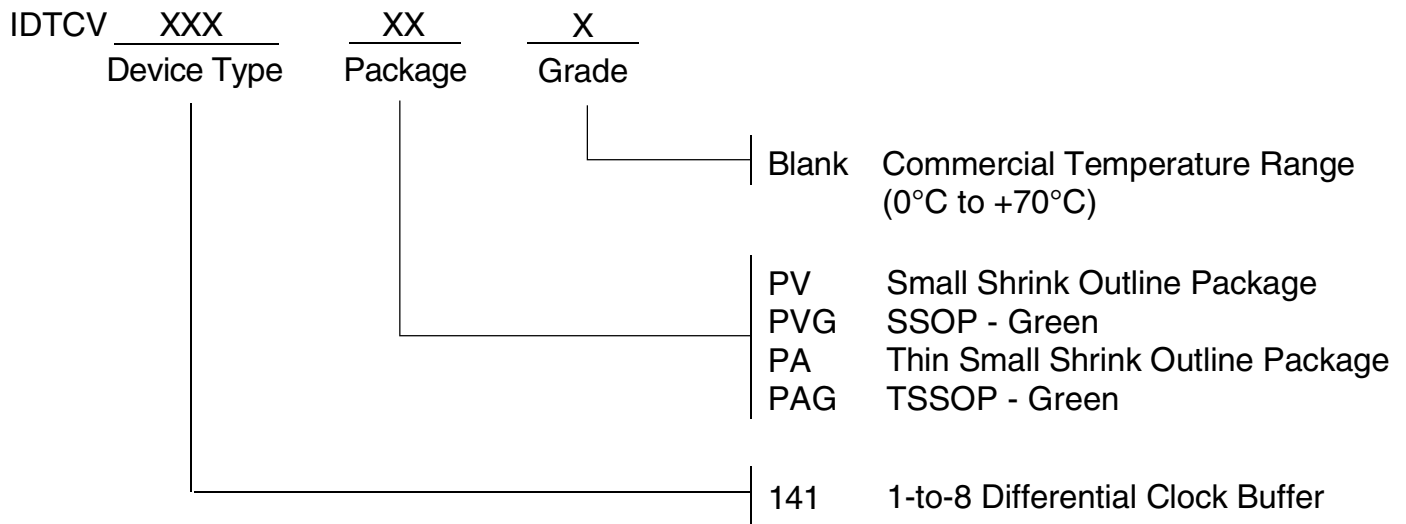 IDTCV XXX XX X
Device Type Package Grade
Blank Commercial Temperature Range
(0°C to +70°C)
PV Small Shrink Outline Package
PVG SSOP - Green
PA Thin Small Shrink Outline Package
PAG TSSOP - Green
141 1-to-8 Differential Clock Buffer